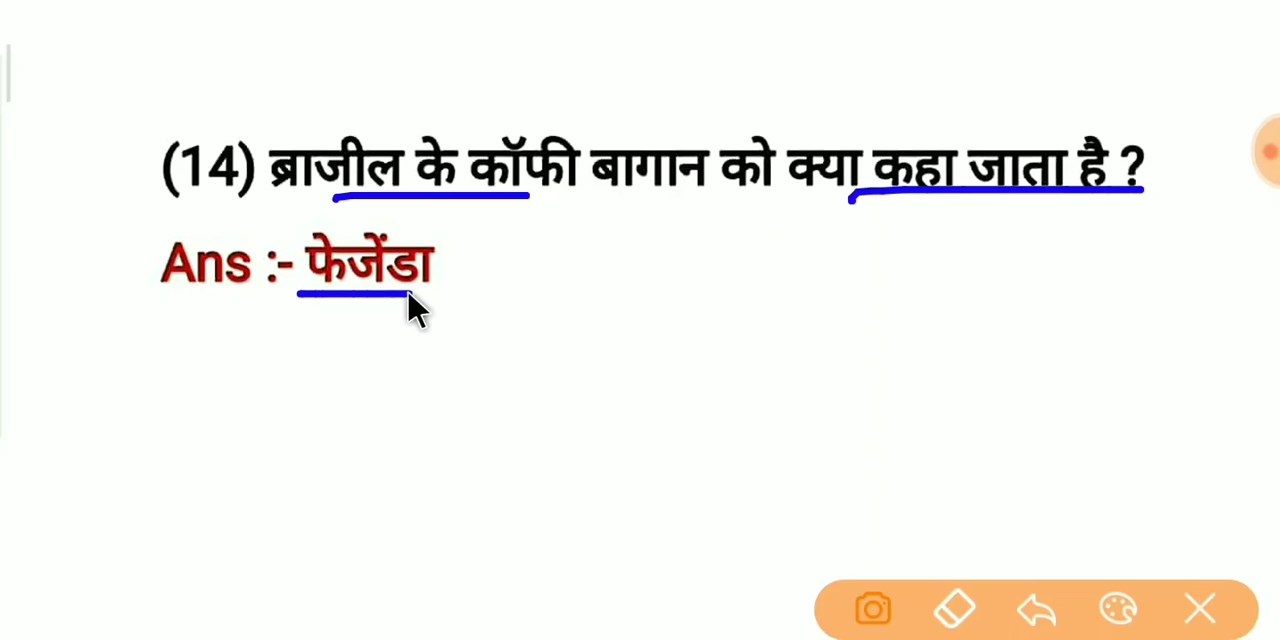 (14) ब्राजील के कॉफी बागान को क्या कहा जाता है ?
Ans :- फेजेंडा